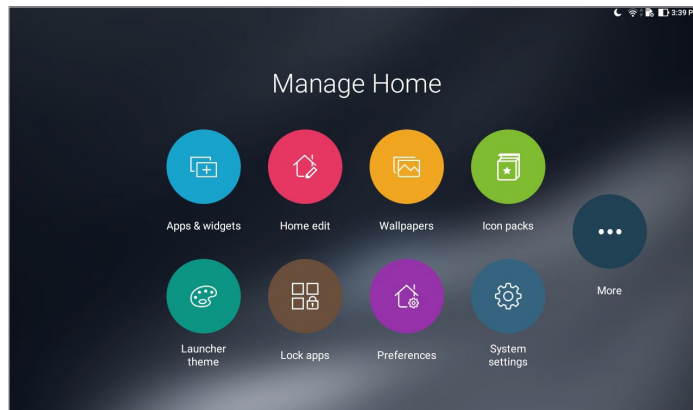 3:39 P
Manage Home
Apps & widgets
Home edit
Wallpapers
Icon packs
More
Launcher
theme
Lock apps
Preferences
System
settings